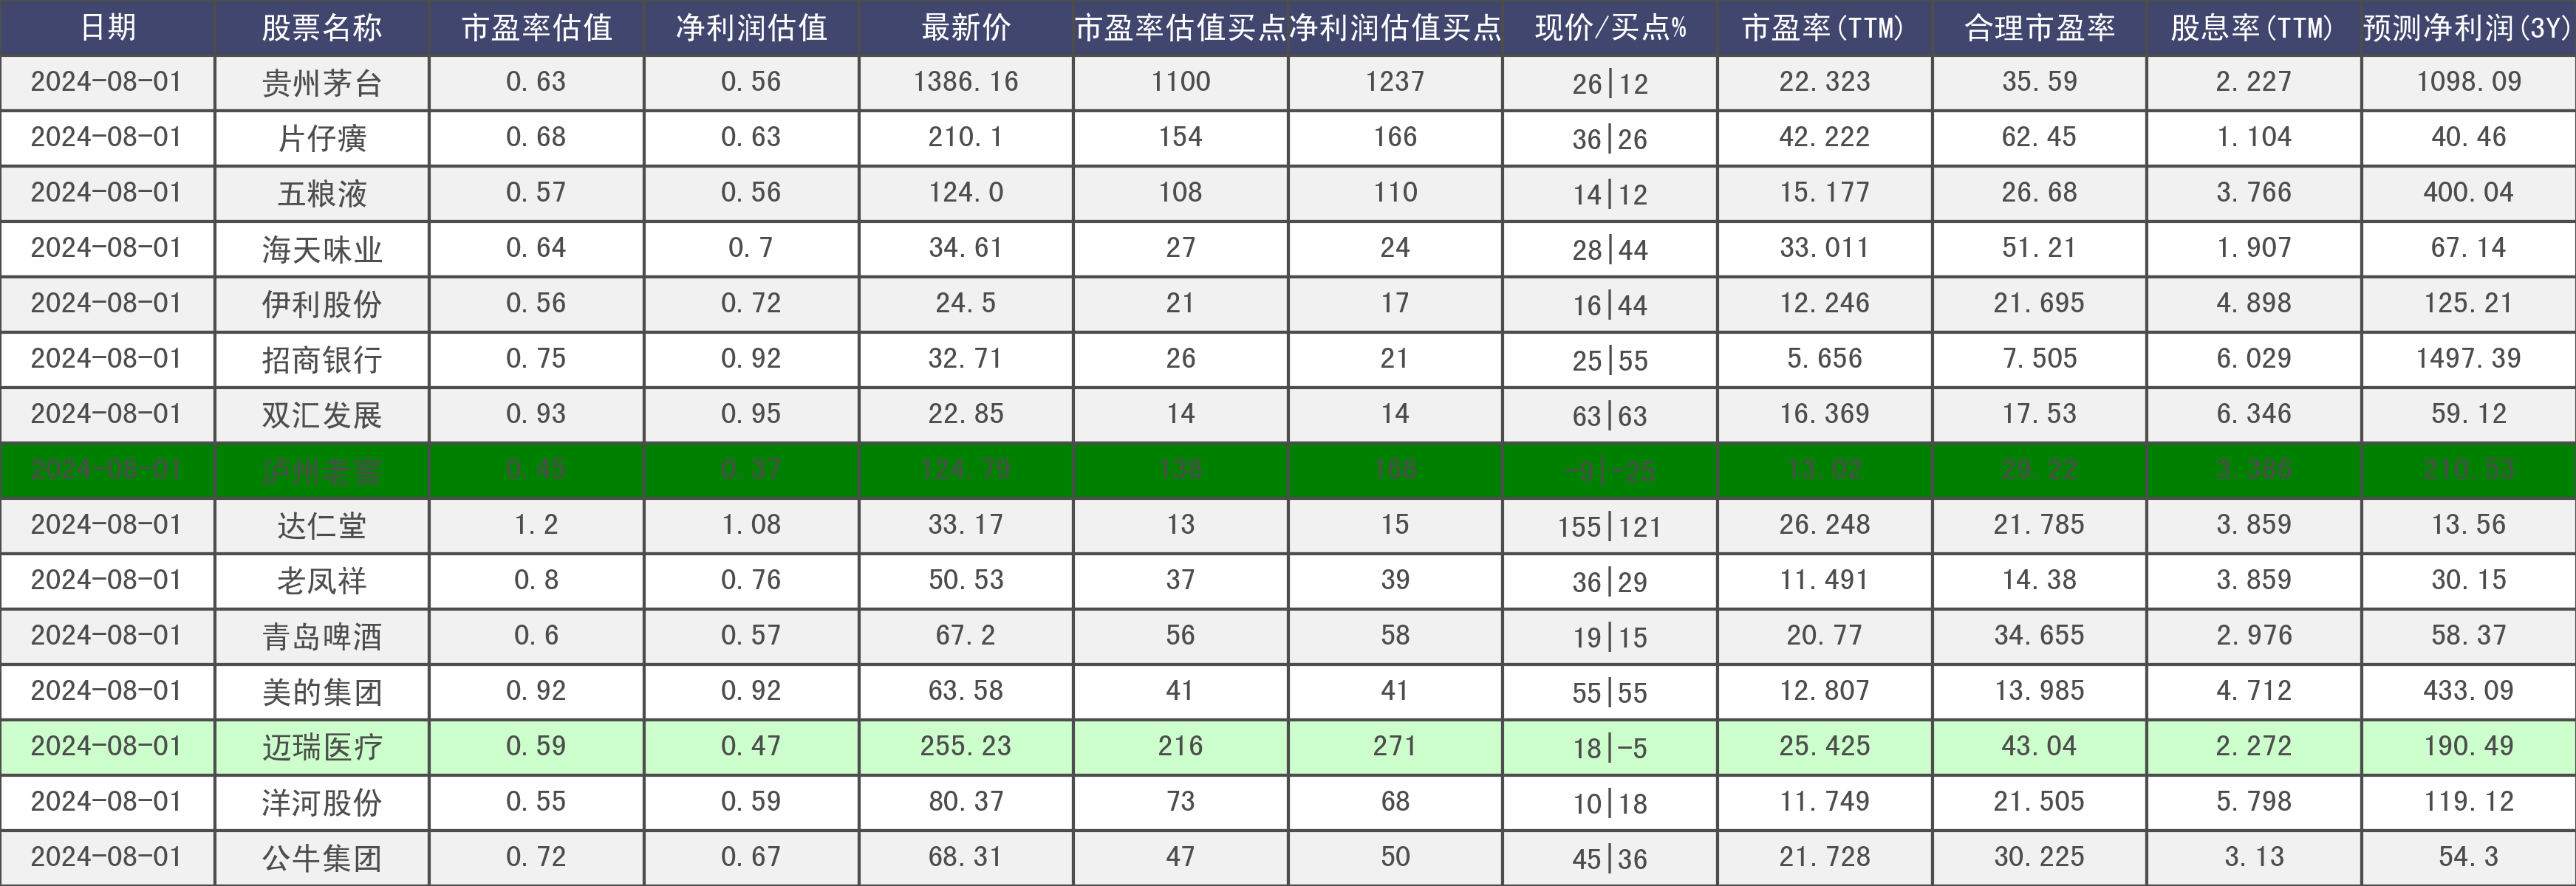 日期 股票名称 市盈率估值 净利润估值 最新价 市盈率估值买点 净利润估值买点 现价/买点% 市盈率(TTM) 合理市盈率 股息率(TTM) 预测净利润(3Y)
2024-08-01 贵州茅台 0.63 0.56 1386.16 1100 1237 26|12 22.323 35.59 2.227 1098.09
2024-08-01 片仔癀 0.68 0.63 210.1 154 166 36|26 42.222 62.45 1.104 40.46
2024-08-01 五粮液 0.57 0.56 124.0 108 110 14|12 15.177 26.68 3.766 400.04
2024-08-01 海天味业 0.64 0.7 34.61 27 24 28|44 33.011 51.21 1.907 67.14
2024-08-01 伊利股份 0.56 0.72 24.5 21 17 16|44 12.246 21.695 4.898 125.21
2024-08-01 招商银行 0.75 0.92 32.71 26 21 25|55 5.656 7.505 6.029 1497.39
2024-08-01 双汇发展 0.93 0.95 22.85 14 14 63|63 16.369 17.53 6.346 59.12
2024-08-01 泸州老窖 0.45 0.37 124.79 138 168 -9|-25 13.02 29.22 3.386 210.53
2024-08-01 达仁堂 1.2 1.08 33.17 13 15 155|121 26.248 21.785 3.859 13.56
2024-08-01 老凤祥 0.8 0.76 50.53 37 39 36|29 11.491 14.38 3.859 30.15
2024-08-01 青岛啤酒 0.6 0.57 67.2 56 58 19|15 20.77 34.655 2.976 58.37
2024-08-01 美的集团 0.92 0.92 63.58 41 41 55|55 12.807 13.985 4.712 433.09
2024-08-01 迈瑞医疗 0.59 0.47 255.23 216 271 18|-5 25.425 43.04 2.272 190.49
2024-08-01 洋河股份 0.55 0.59 80.37 73 68 10|18 11.749 21.505 5.798 119.12
2024-08-01 公牛集团 0.72 0.67 68.31 47 50 45|36 21.728 30.225 3.13 54.3